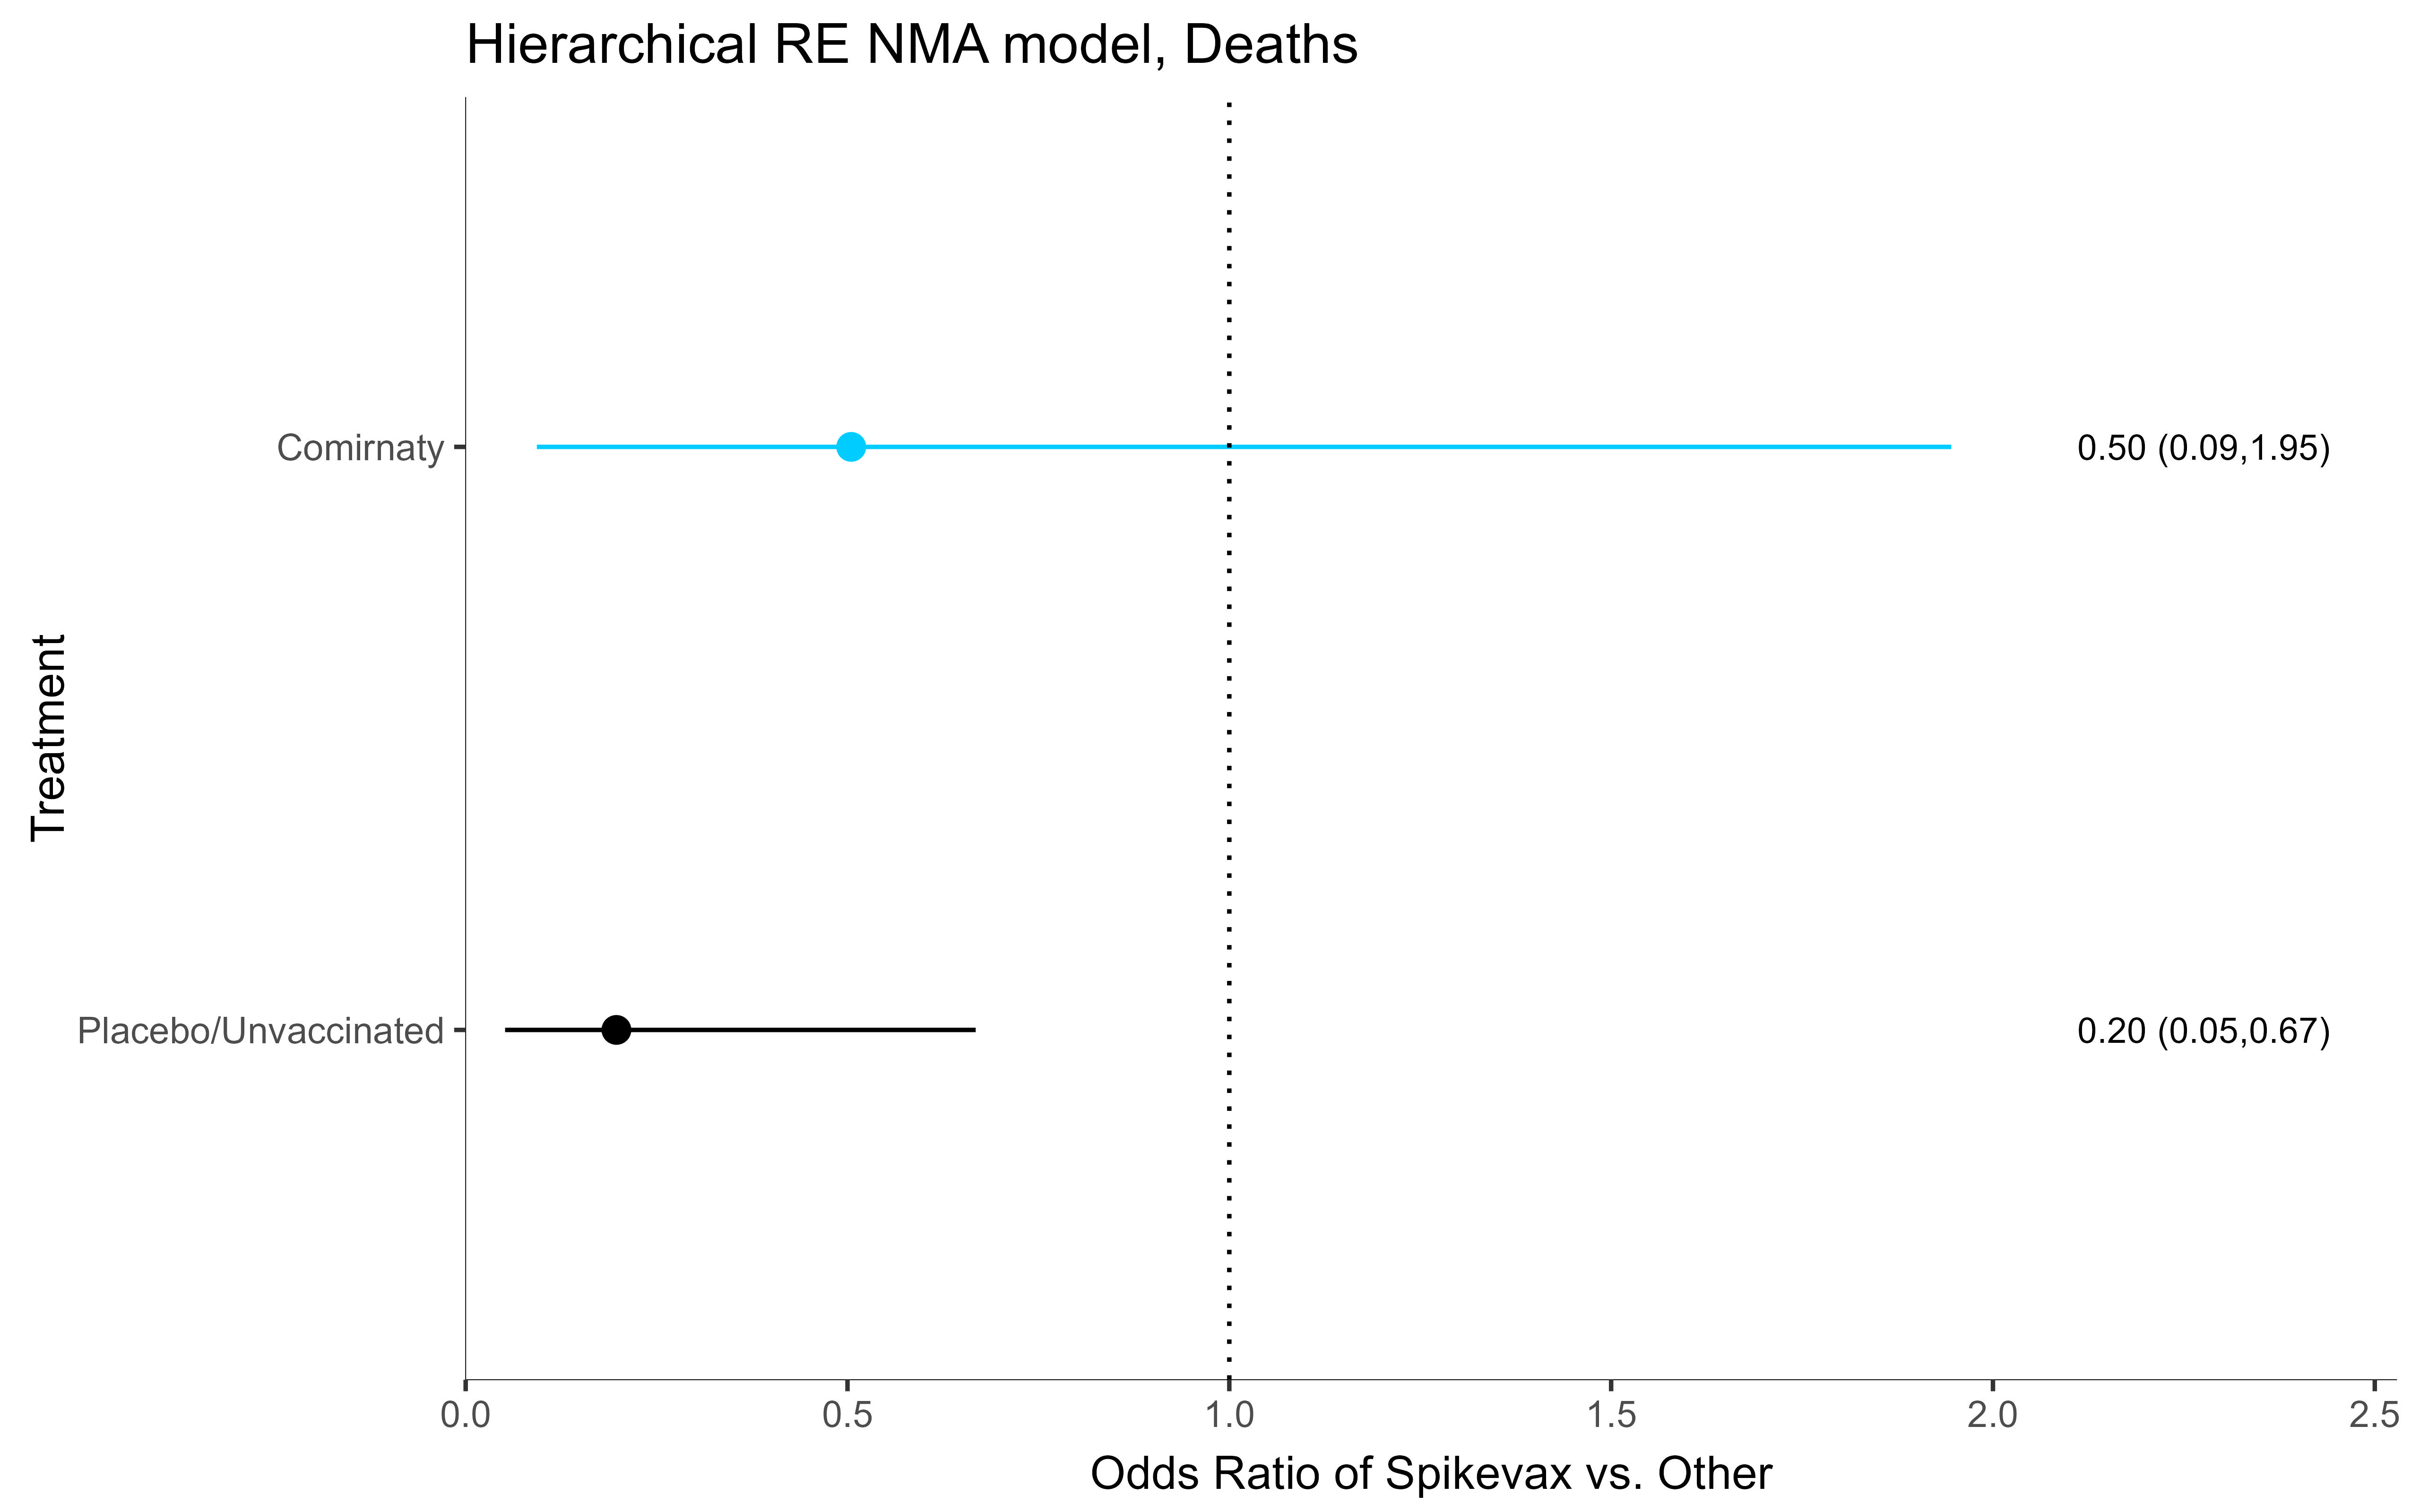 Hierarchical RE NMA model, Deaths
Comirnaty
0.50 (0.09,1.95)
Treatment
Placebo/Unvaccinated
0.20 (0.05,0.67)
0.0 0.5 1.0 1.5 2.0 2.5
Odds Ratio of Spikevax vs. Other